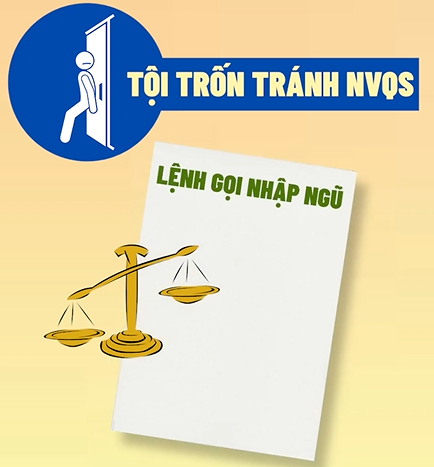 TỘI TRỐN TRÁNH NVQS
LỆNH GỌI NHẬP NGŨ